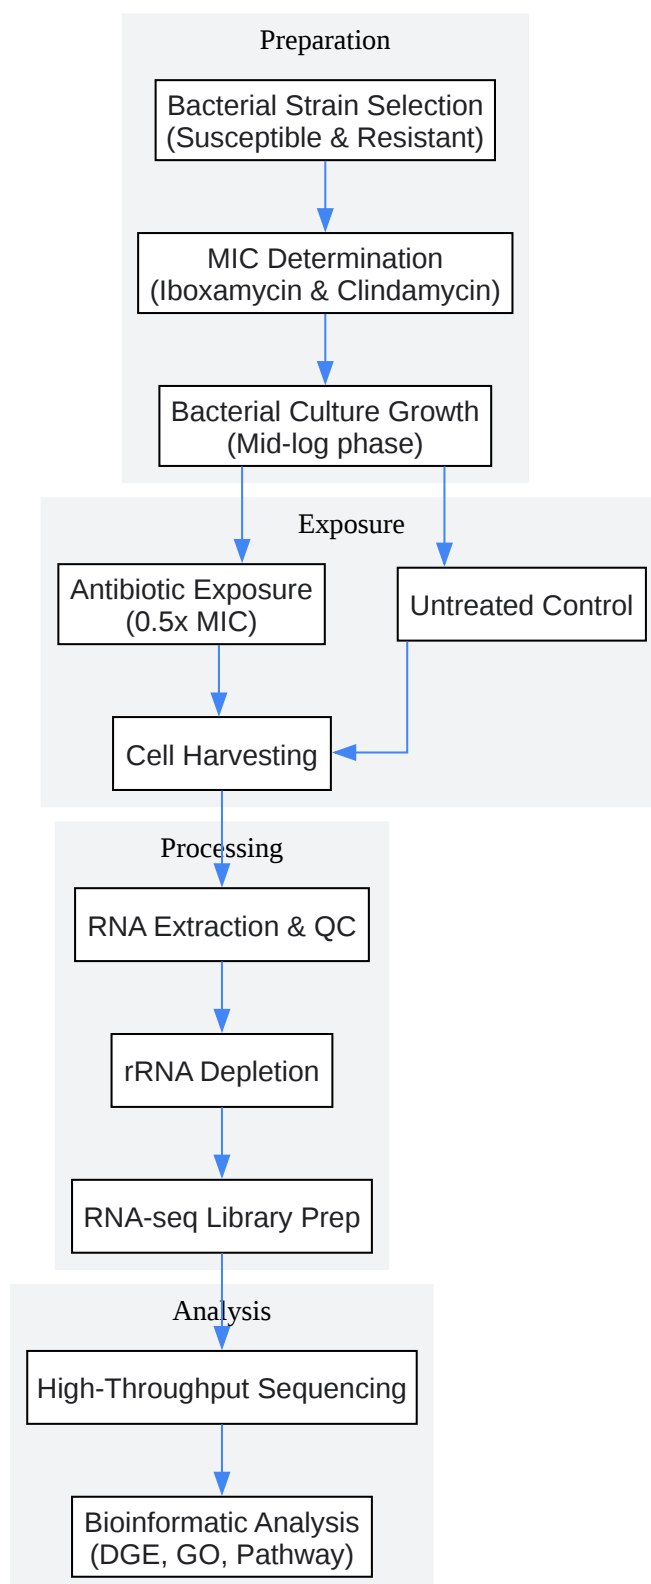 Preparation
Bacterial Strain Selection
(Susceptible & Resistant)
MIC Determination
(Iboxamycin & Clindamycin)
Bacterial Culture Growth
(Mid-log phase)
Exposure
Antibiotic Exposure
(0.5x MIC)
Untreated Control
Cell Harvesting
Processing
RNA Extraction & QC
rRNA Depletion
RNA-seq Library Prep
Analysis
High-Throughput Sequencing
Bioinformatic Analysis
(DGE, GO, Pathway)